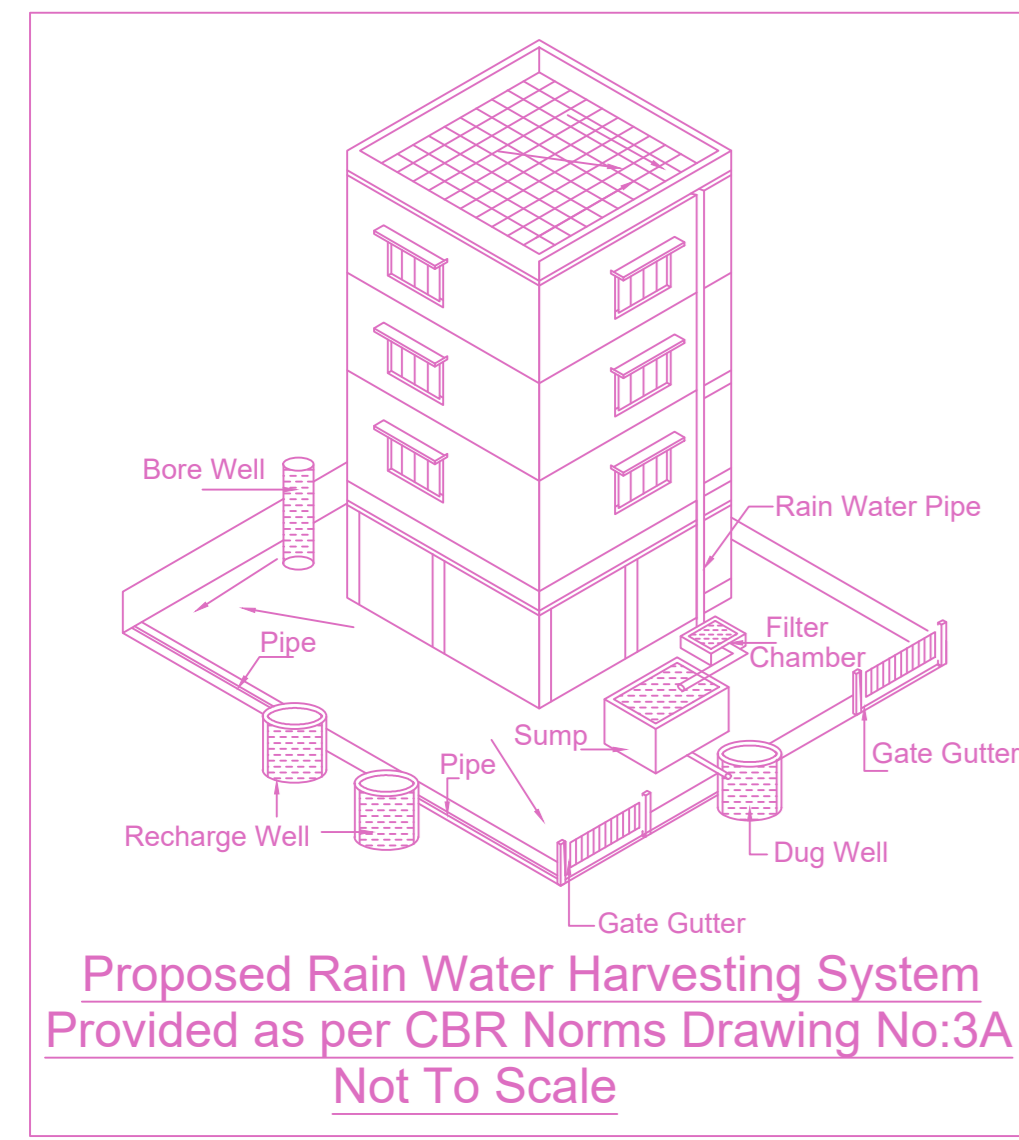 Bore Well
Rain Water Pipe
Filter
Chamber
Pipe
Sump
Pipe
Gate Gutter
Recharge Well
Dug Well
Gate Gutter
Proposed Rain Water Harvesting System
Provided as per CBR Norms Drawing No:3A
Not To Scale